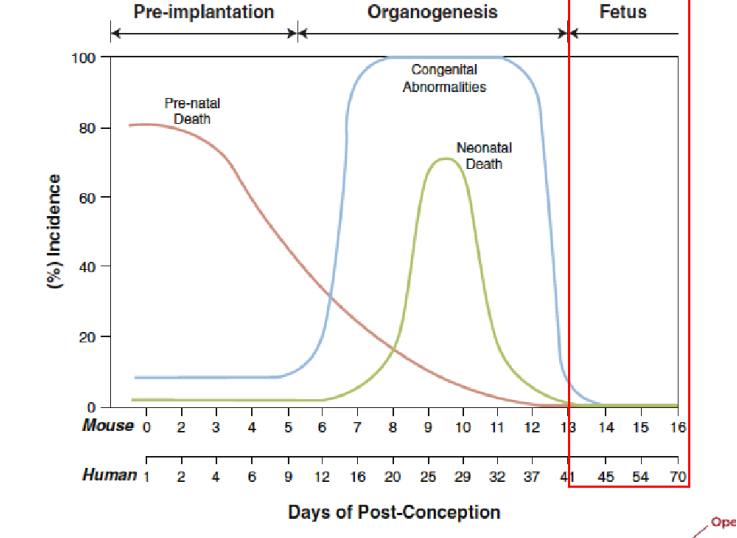 Pre-implantation Organogenesis Fetus
100
Congenital
Abnormalities
Pre-natal
Death
80
Neonatal
Death
60
(%) Incidence
40
20
0
Mouse 0 2 3 4 5 6 7 8 9 10 11 12 13 14 15 16
Human 1 2 4 6 9 12 16 20 25 29 32 37 41 45 54 70
Days of Post-Conception
Ope